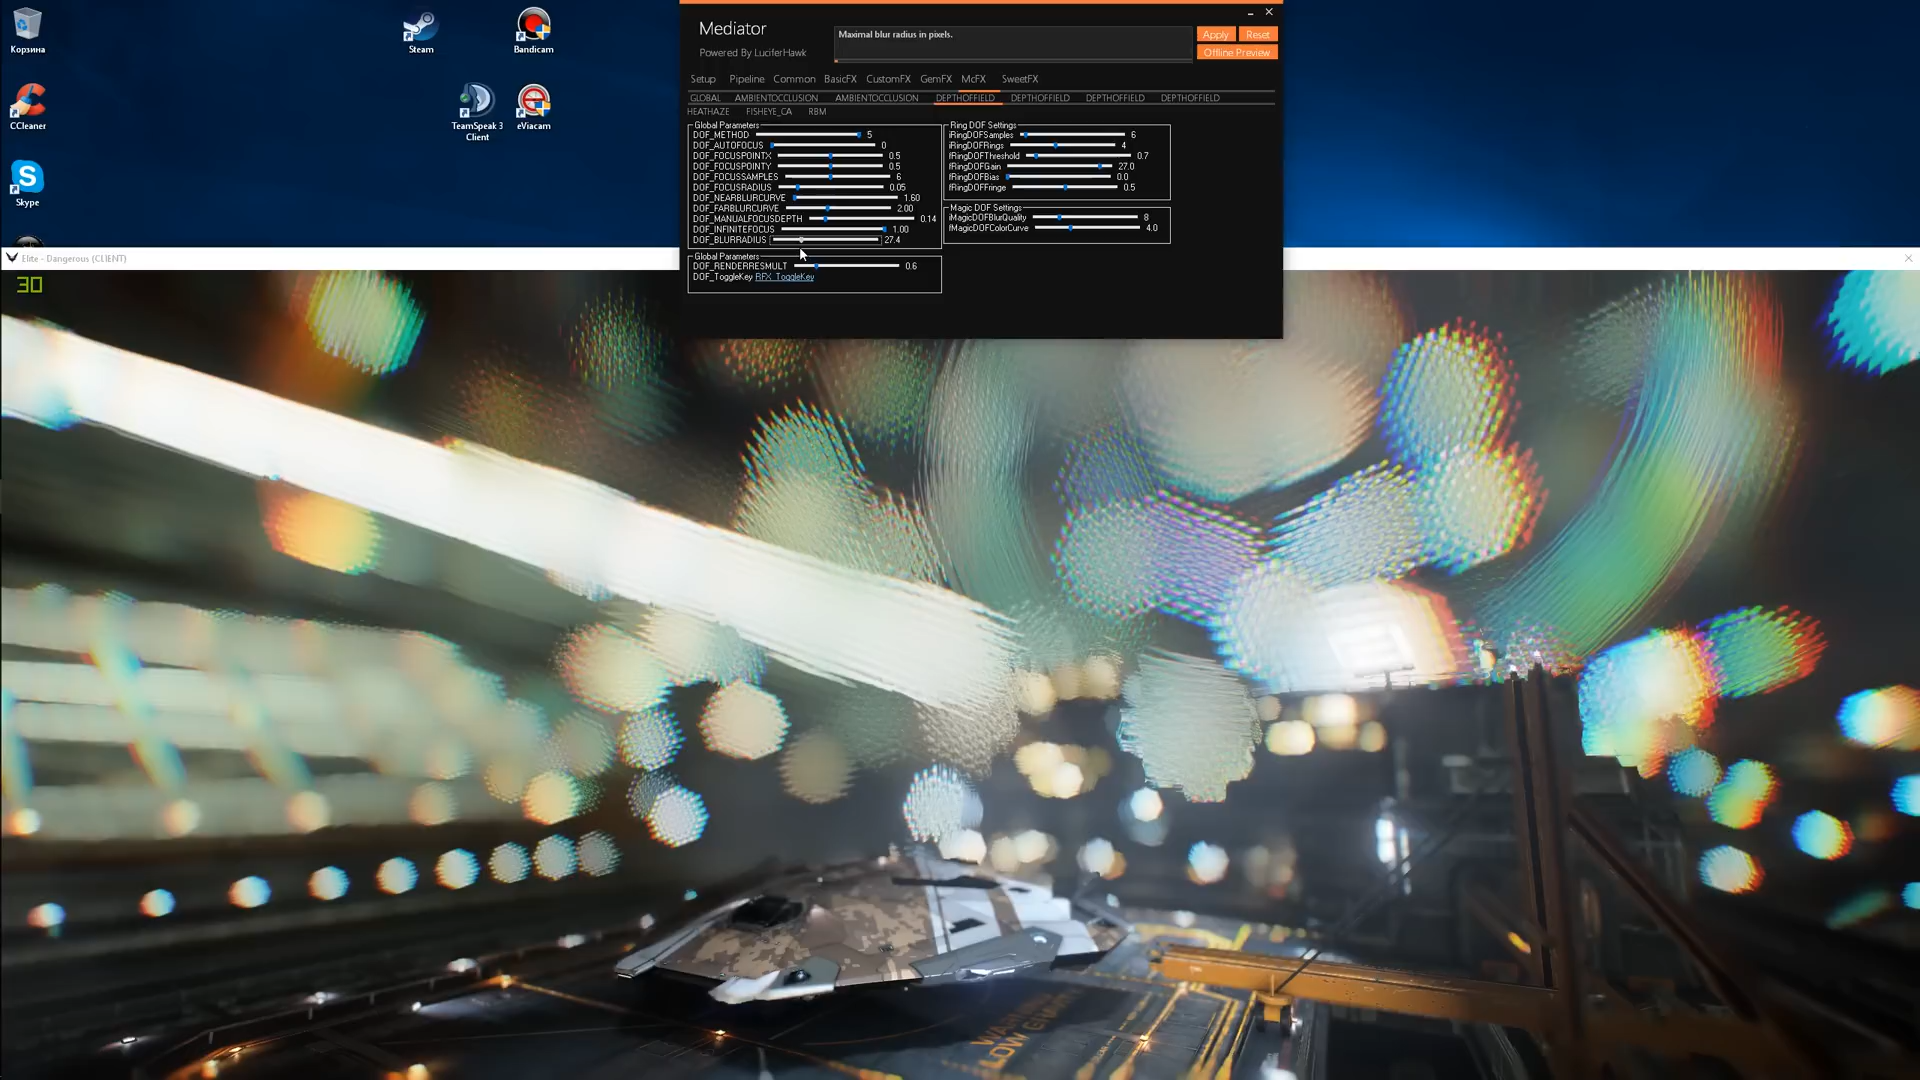 Корзина
Steam
Bandicam
CCleaner
TeamSpeak 3
Client
eViacam
Skype
Mediator
Powered By LuciferHawk
Maximal blur radius in pixels.
Apply
Reset
Offline Preview
Setup Pipeline Common BasicFX CustomFX GemFX McFX SweetFX
GLOBAL AMBIENTOCCLUSION AMBIENTOCCLUSION DEPTHOFFIELD DEPTHOFFIELD DEPTHOFFIELD DEPTHOFFIELD
HEATHAZE FISHEYE_CA RBM
Global Parameters
DOF_METHOD 5
DOF_AUTOFOCUS 0
DOF_FOCUSPOINTX 0.5
DOF_FOCUSPOINTY 0.5
DOF_FOCUSSAMPLES 6
DOF_FOCUSRADIUS 0.05
DOF_NEARBLURCURVE 1.60
DOF_FARBLURCURVE 2.00
DOF_MANUALFOCUSDEPTH 0.14
DOF_INFINITEFOCUS 1.00
DOF_BLURRADIUS 27.4
Global Parameters
DOF_RENDERRESMULT 0.6
DOF_ToggleKey RFX_ToggleKey
Ring DOF Settings
iRingDOFSamples 6
iRingDOFRings 4
fRingDOFThreshold 0.7
fRingDOFGain 27.0
fRingDOFBias 0.0
fRingDOFFringe 0.5
Magic DOF Settings
iMagicDOFBlurQuality 8
fMagicDOFColorCurve 4.0
Elite - Dangerous (CLIENT)
30